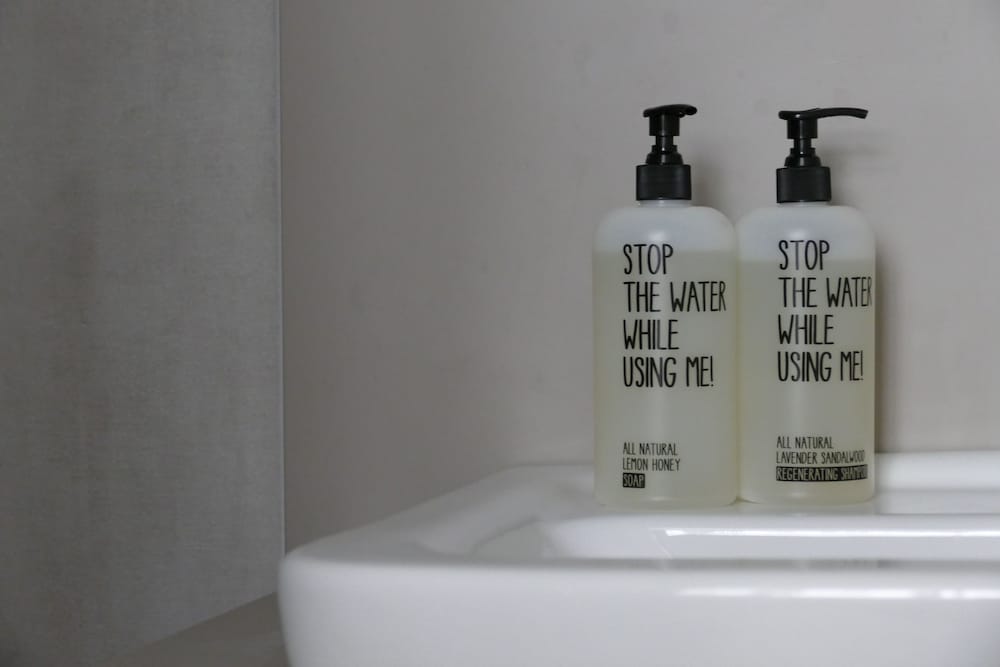 STOP
THE WATER
WHILE
USING ME!
ALL NATURAL
LEMON HONEY
SOAP
STOP
THE WATER
WHILE
USING ME!
ALL NATURAL
LAVENDER SANDALWOOD
REGENERATING SHAMPOO